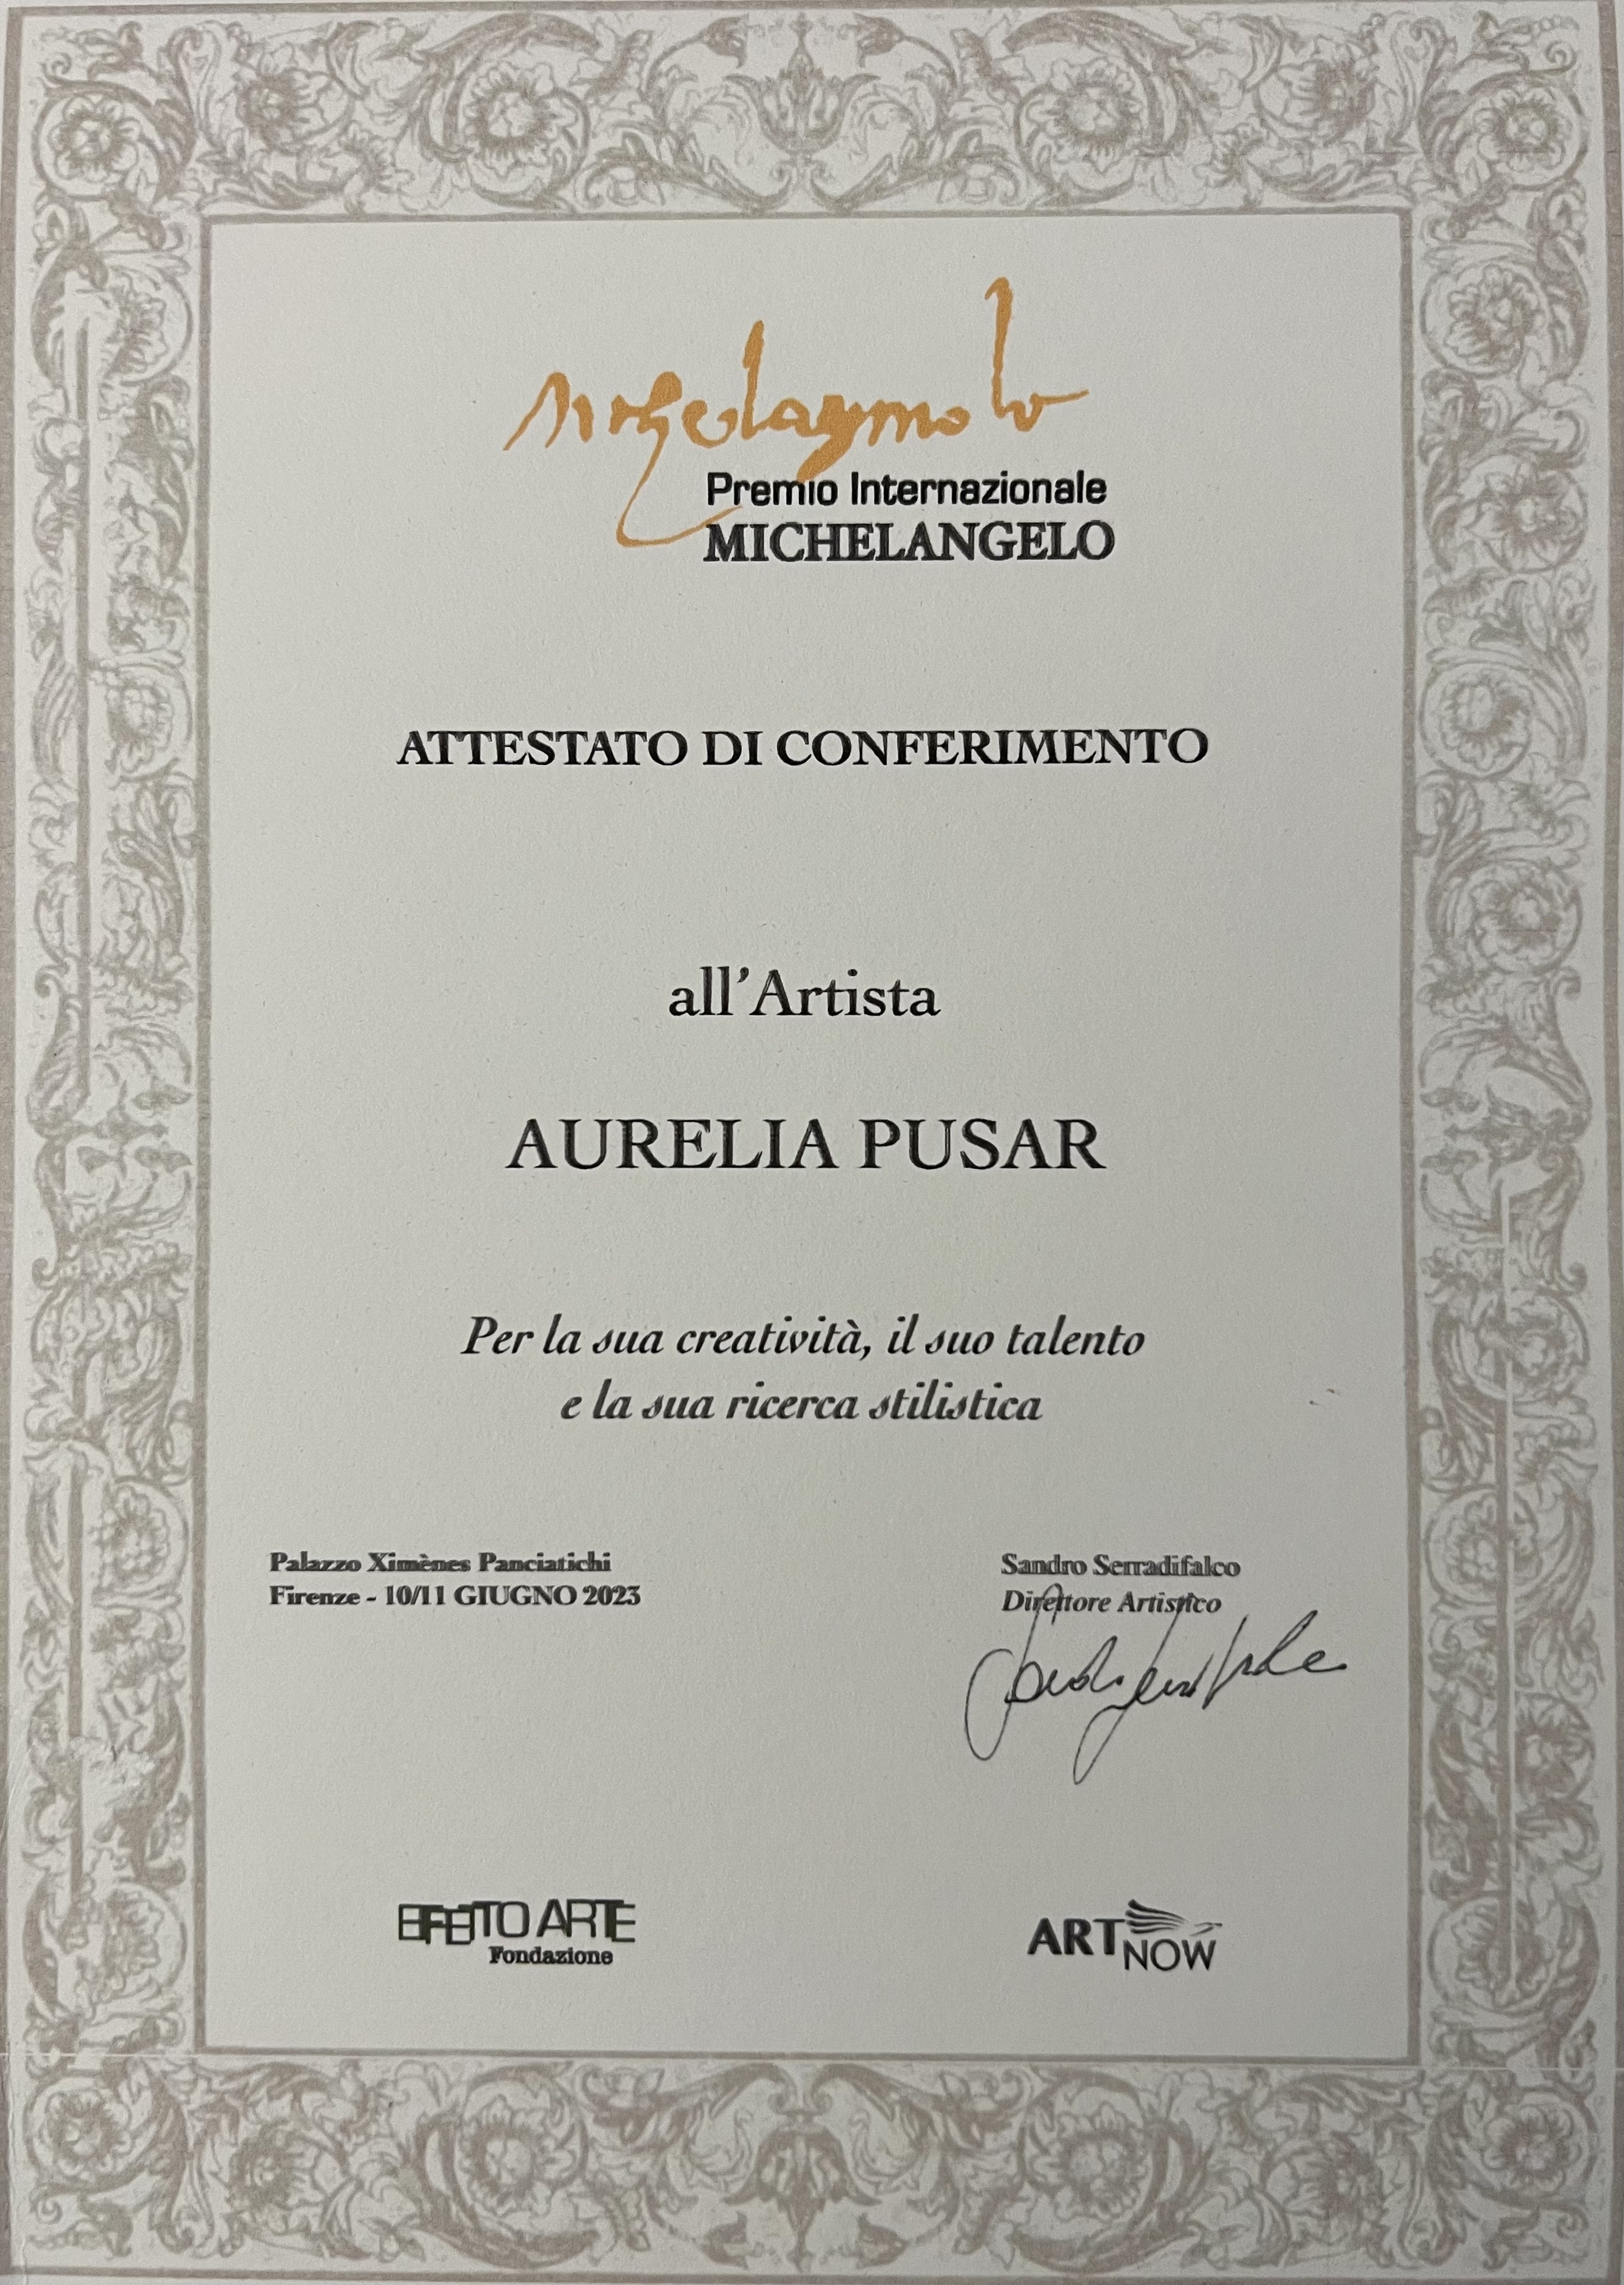 Premio Internazionale
MICHELANGELO
ATTESTATO DI CONFERIMENTO
all'Artista
AURELIA PUSAR
Per la sua creatività, il suo talento
e la sua ricerca stilistica
Palazzo Ximènes Panciatichi
Firenze - 10/11 GIUGNO 2023
Sandro Serradifalco
Direttore Artistico
EFFETTO ARTE
Fondazione
ART NOW